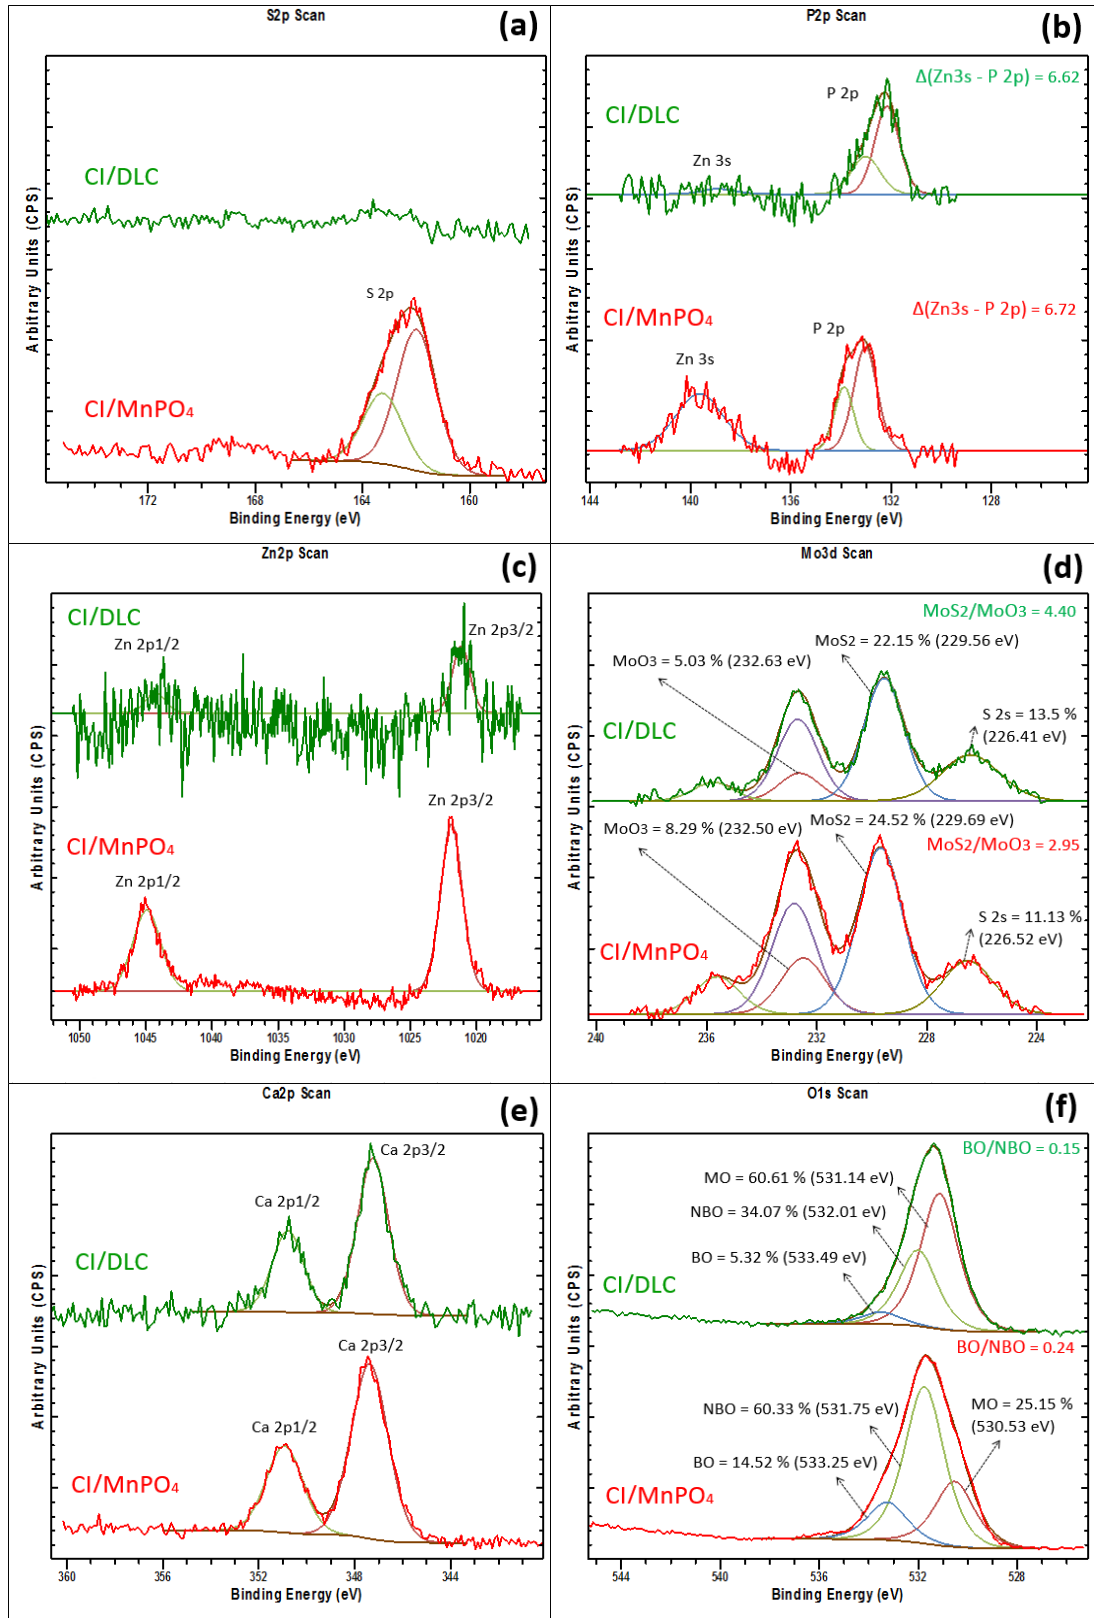 S2p Scan
(a)
CI/DLC
S 2p
CI/MnPO4
Arbitrary Units (CPS)
172 168 164 160
Binding Energy (eV)
P2p Scan
(b)
Δ(Zn3s - P 2p) = 6.62
P 2p
CI/DLC
Zn 3s
Δ(Zn3s - P 2p) = 6.72
CI/MnPO4
P 2p
Zn 3s
Arbitrary Units (CPS)
144 140 136 132 128
Binding Energy (eV)
Zn2p Scan
(c)
CI/DLC
Zn 2p1/2
Zn 2p3/2
Zn 2p3/2
CI/MnPO4
Zn 2p1/2
Arbitrary Units (CPS)
1050 1045 1040 1035 1030 1025 1020
Binding Energy (eV)
Mo3d Scan
(d)
MoS2/MoO3 = 4.40
MoS2 = 22.15 % (229.56 eV)
MoO3 = 5.03 % (232.63 eV)
S 2s = 13.5 %
(226.41 eV)
CI/DLC
MoS2 = 24.52 % (229.69 eV)
MoO3 = 8.29 % (232.50 eV)
MoS2/MoO3 = 2.95
S 2s = 11.13 %
(226.52 eV)
CI/MnPO4
Arbitrary Units (CPS)
240 236 232 228 224
Binding Energy (eV)
Ca2p Scan
(e)
Ca 2p3/2
Ca 2p1/2
CI/DLC
Ca 2p3/2
Ca 2p1/2
CI/MnPO4
Arbitrary Units (CPS)
360 356 352 348 344
Binding Energy (eV)
O1s Scan
(f)
BO/NBO = 0.15
MO = 60.61 % (531.14 eV)
NBO = 34.07 % (532.01 eV)
BO = 5.32 % (533.49 eV)
CI/DLC
BO/NBO = 0.24
NBO = 60.33 % (531.75 eV)
MO = 25.15 %
(530.53 eV)
BO = 14.52 % (533.25 eV)
CI/MnPO4
Arbitrary Units (CPS)
544 540 536 532 528
Binding Energy (eV)